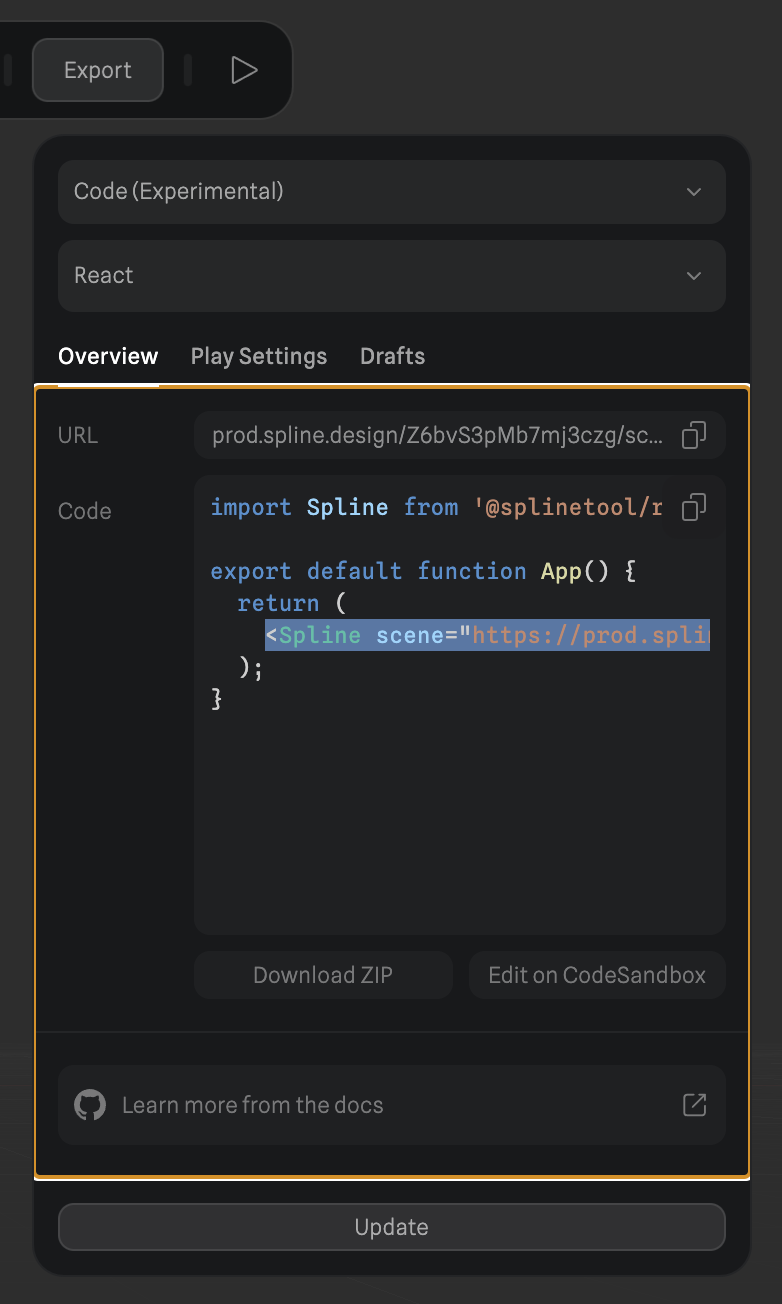 Export
Code (Experimental)
React
Overview Play Settings Drafts
URL prod.spline.design/Z6bvS3pMb7mj3czg/sc...
Code
import Spline from '@splinetool/r
export default function App() {
return (
<Spline scene="https://prod.spli
);
}
Download ZIP Edit on CodeSandbox
Learn more from the docs
Update